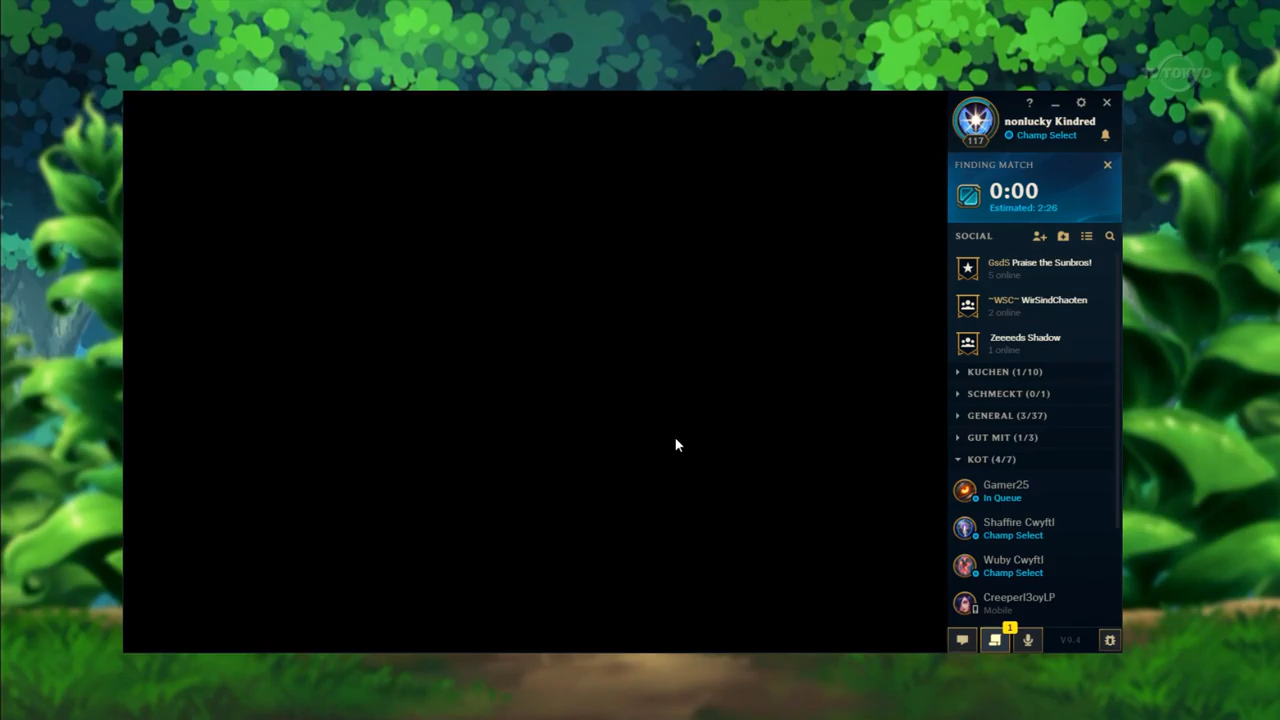 TOKYO
nonlucky Kindred
117
Champ Select
FINDING MATCH
0:00
Estimated: 2:26
SOCIAL
GsdS Praise the Sunbros!
5 online
~WSC~ WirSindChaoten
2 online
Zeeeeds Shadow
1 online
KUCHEN (1/10)
SCHMECKT (0/1)
GENERAL (3/37)
GUT MIT (1/3)
KOT (4/7)
Gamer25
In Queue
Shaffire Cwyftl
Champ Select
Wuby Cwyftl
Champ Select
Creeperl3oyLP
Mobile
1
V9.4